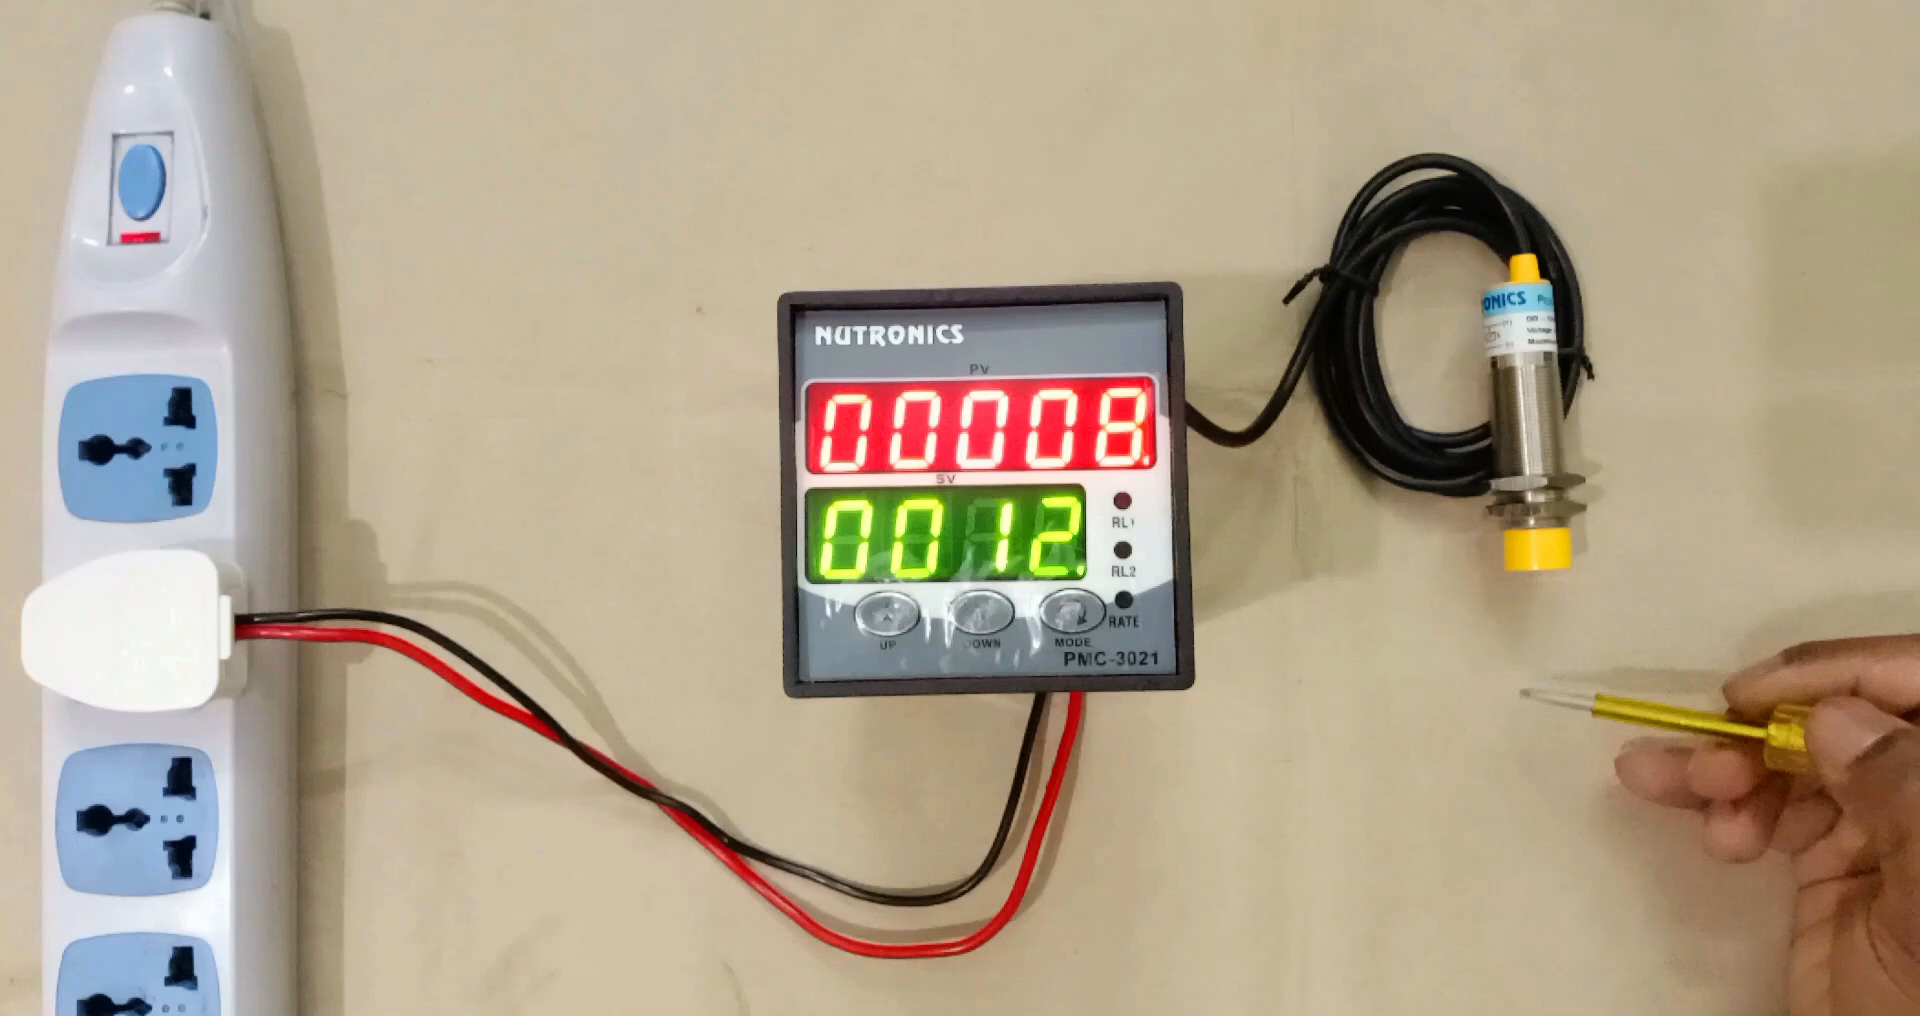 NUTRONICS
PV
00008.
SV
0012.
RL1
RL2
RATE
UP
DOWN
MODE
PMC-3021
ONICS